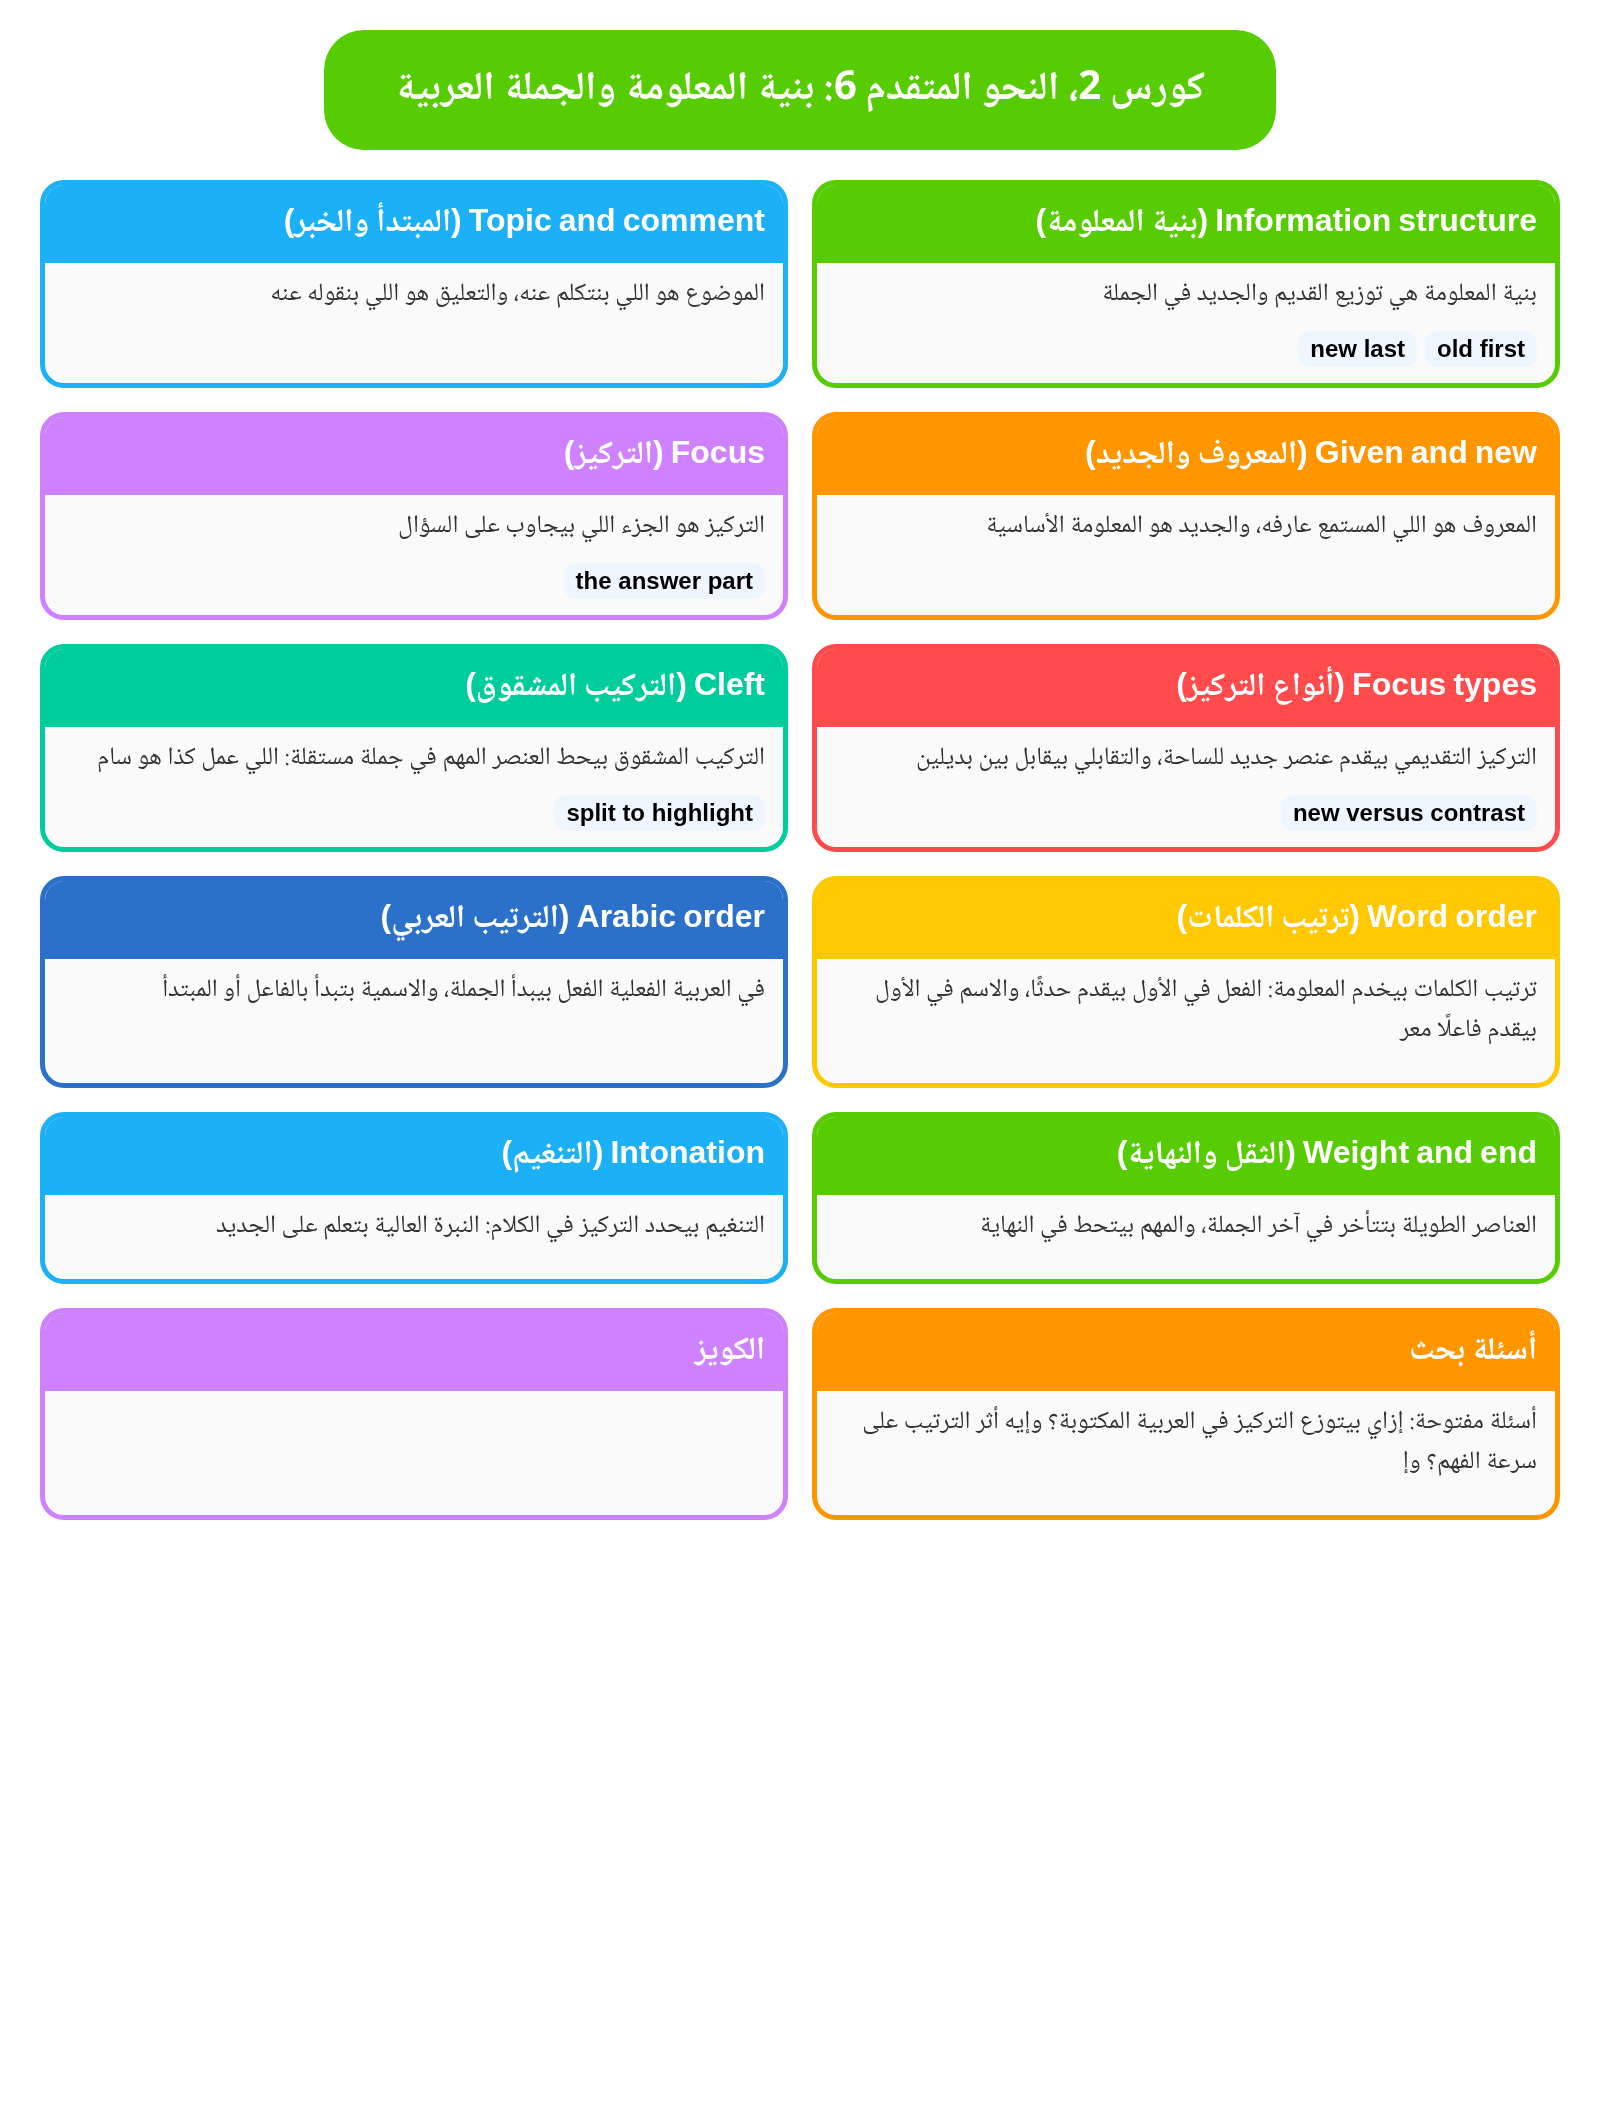 كورس 2، النحو المتقدم 6: بنية المعلومة والجملة العربية
Information structure (بنية المعلومة)
بنية المعلومة هي توزيع القديم والجديد في الجملة
old first
new last
Topic and comment (المبتدأ والخبر)
الموضوع هو اللي بنتكلم عنه، والتعليق هو اللي بنقوله عنه
Given and new (المعروف والجديد)
المعروف هو اللي المستمع عارفه، والجديد هو المعلومة الأساسية
Focus (التركيز)
التركيز هو الجزء اللي بيجاوب على السؤال
the answer part
Focus types (أنواع التركيز)
التركيز التقديمي بيقدم عنصر جديد للساحة، والتقابلي بيقابل بين بديلين
new versus contrast
Cleft (التركيب المشقوق)
التركيب المشقوق بيحط العنصر المهم في جملة مستقلة: اللي عمل كذا هو سام
split to highlight
Word order (ترتيب الكلمات)
ترتيب الكلمات بيخدم المعلومة: الفعل في الأول بيقدم حدثًا، والاسم في الأول
بيقدم فاعلًا معر
Arabic order (الترتيب العربي)
في العربية الفعلية الفعل بيبدأ الجملة، والاسمية بتبدأ بالفاعل أو المبتدأ
Weight and end (الثقل والنهاية)
العناصر الطويلة بتتأخر في آخر الجملة، والمهم بيتحط في النهاية
Intonation (التنغيم)
التنغيم بيحدد التركيز في الكلام: النبرة العالية بتعلم على الجديد
أسئلة بحث
أسئلة مفتوحة: إزاي بيتوزع التركيز في العربية المكتوبة؟ وإيه أثر الترتيب على
سرعة الفهم؟ وإ
الكويز